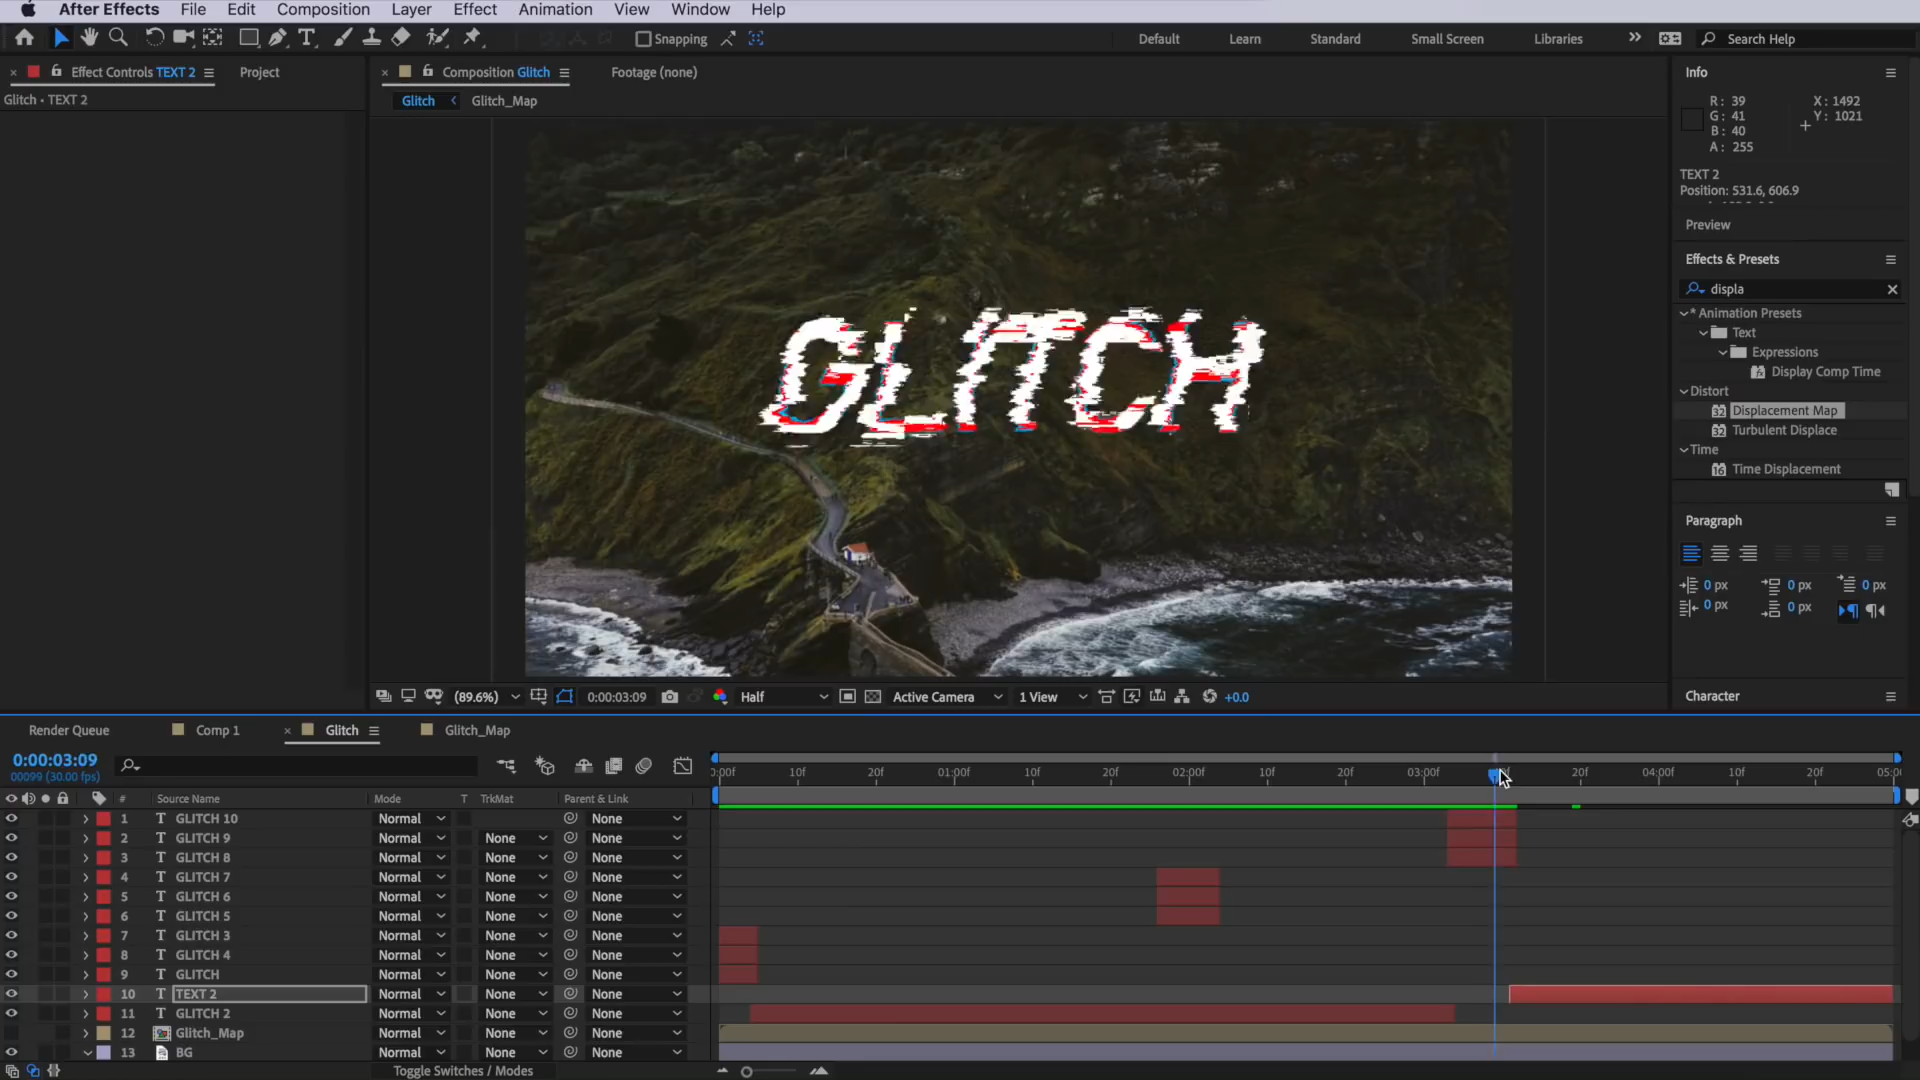 After Effects File Edit Composition Layer Effect Animation View Window Help
Snapping Default Learn Standard Small Screen Libraries Search Help
Effect Controls TEXT 2 Project Composition Glitch Footage (none) Info
Glitch • TEXT 2 Glitch Glitch_Map
R: 39 X: 1492
G: 41 Y: 1021
B: 40
A: 255
TEXT 2
Position: 531.6, 606.9
Preview
Effects & Presets
displa
* Animation Presets
Text
Expressions
Display Comp Time
Distort
Displacement Map
Turbulent Displace
Time
Time Displacement
GLITCH
Paragraph
0 px 0 px 0 px
0 px 0 px
Character
(89.6%) 0:00:03:09 Half Active Camera 1 View +0.0
Render Queue Comp 1 Glitch Glitch_Map
0:00:03:09
00099 (30.00 fps)
0:00f 10f 20f 01:00f 10f 20f 02:00f 10f 20f 03:00f 20f 04:00f 10f 20f 05:0
# Source Name Mode T TrkMat Parent & Link
1 T GLITCH 10 Normal None
2 T GLITCH 9 Normal None None
3 T GLITCH 8 Normal None None
4 T GLITCH 7 Normal None None
5 T GLITCH 6 Normal None None
6 T GLITCH 5 Normal None None
7 T GLITCH 3 Normal None None
8 T GLITCH 4 Normal None None
9 T GLITCH Normal None None
10 T TEXT 2 Normal None None
11 T GLITCH 2 Normal None None
12 Glitch_Map Normal None None
13 BG Normal None None
Toggle Switches / Modes